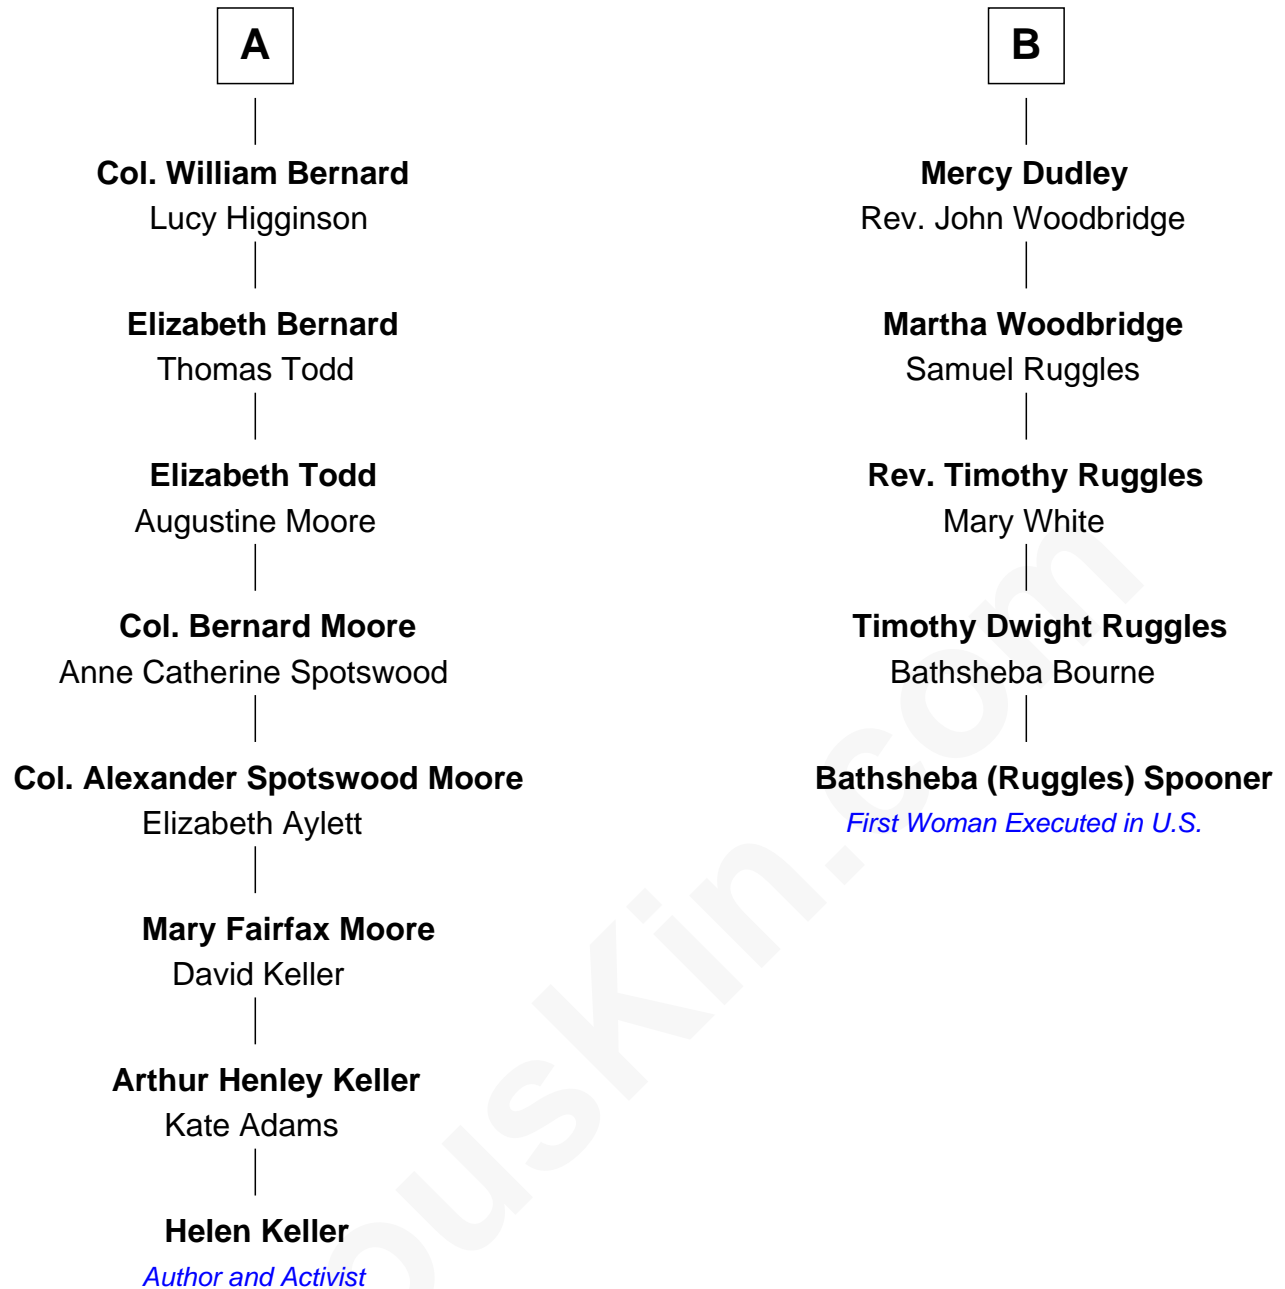 A
Col. William Bernard
Lucy Higginson
Elizabeth Bernard
Thomas Todd
Elizabeth Todd
Augustine Moore
Col. Bernard Moore
Anne Catherine Spotswood
Col. Alexander Spotswood Moore
Elizabeth Aylett
Mary Fairfax Moore
David Keller
Arthur Henley Keller
Kate Adams
Helen Keller
Author and Activist
B
Mercy Dudley
Rev. John Woodbridge
Martha Woodbridge
Samuel Ruggles
Rev. Timothy Ruggles
Mary White
Timothy Dwight Ruggles
Bathsheba Bourne
Bathsheba (Ruggles) Spooner
First Woman Executed in U.S.
ousKin.com